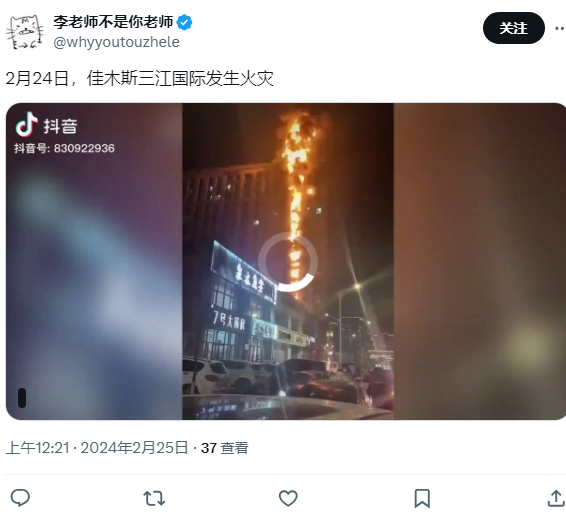 李老师不是你老师
@whyyoutouzhele
关注
2月24日，佳木斯三江国际发生火灾
抖音
抖音号: 830922936
7号大药房
上午12:21 · 2024年2月25日 · 37 查看